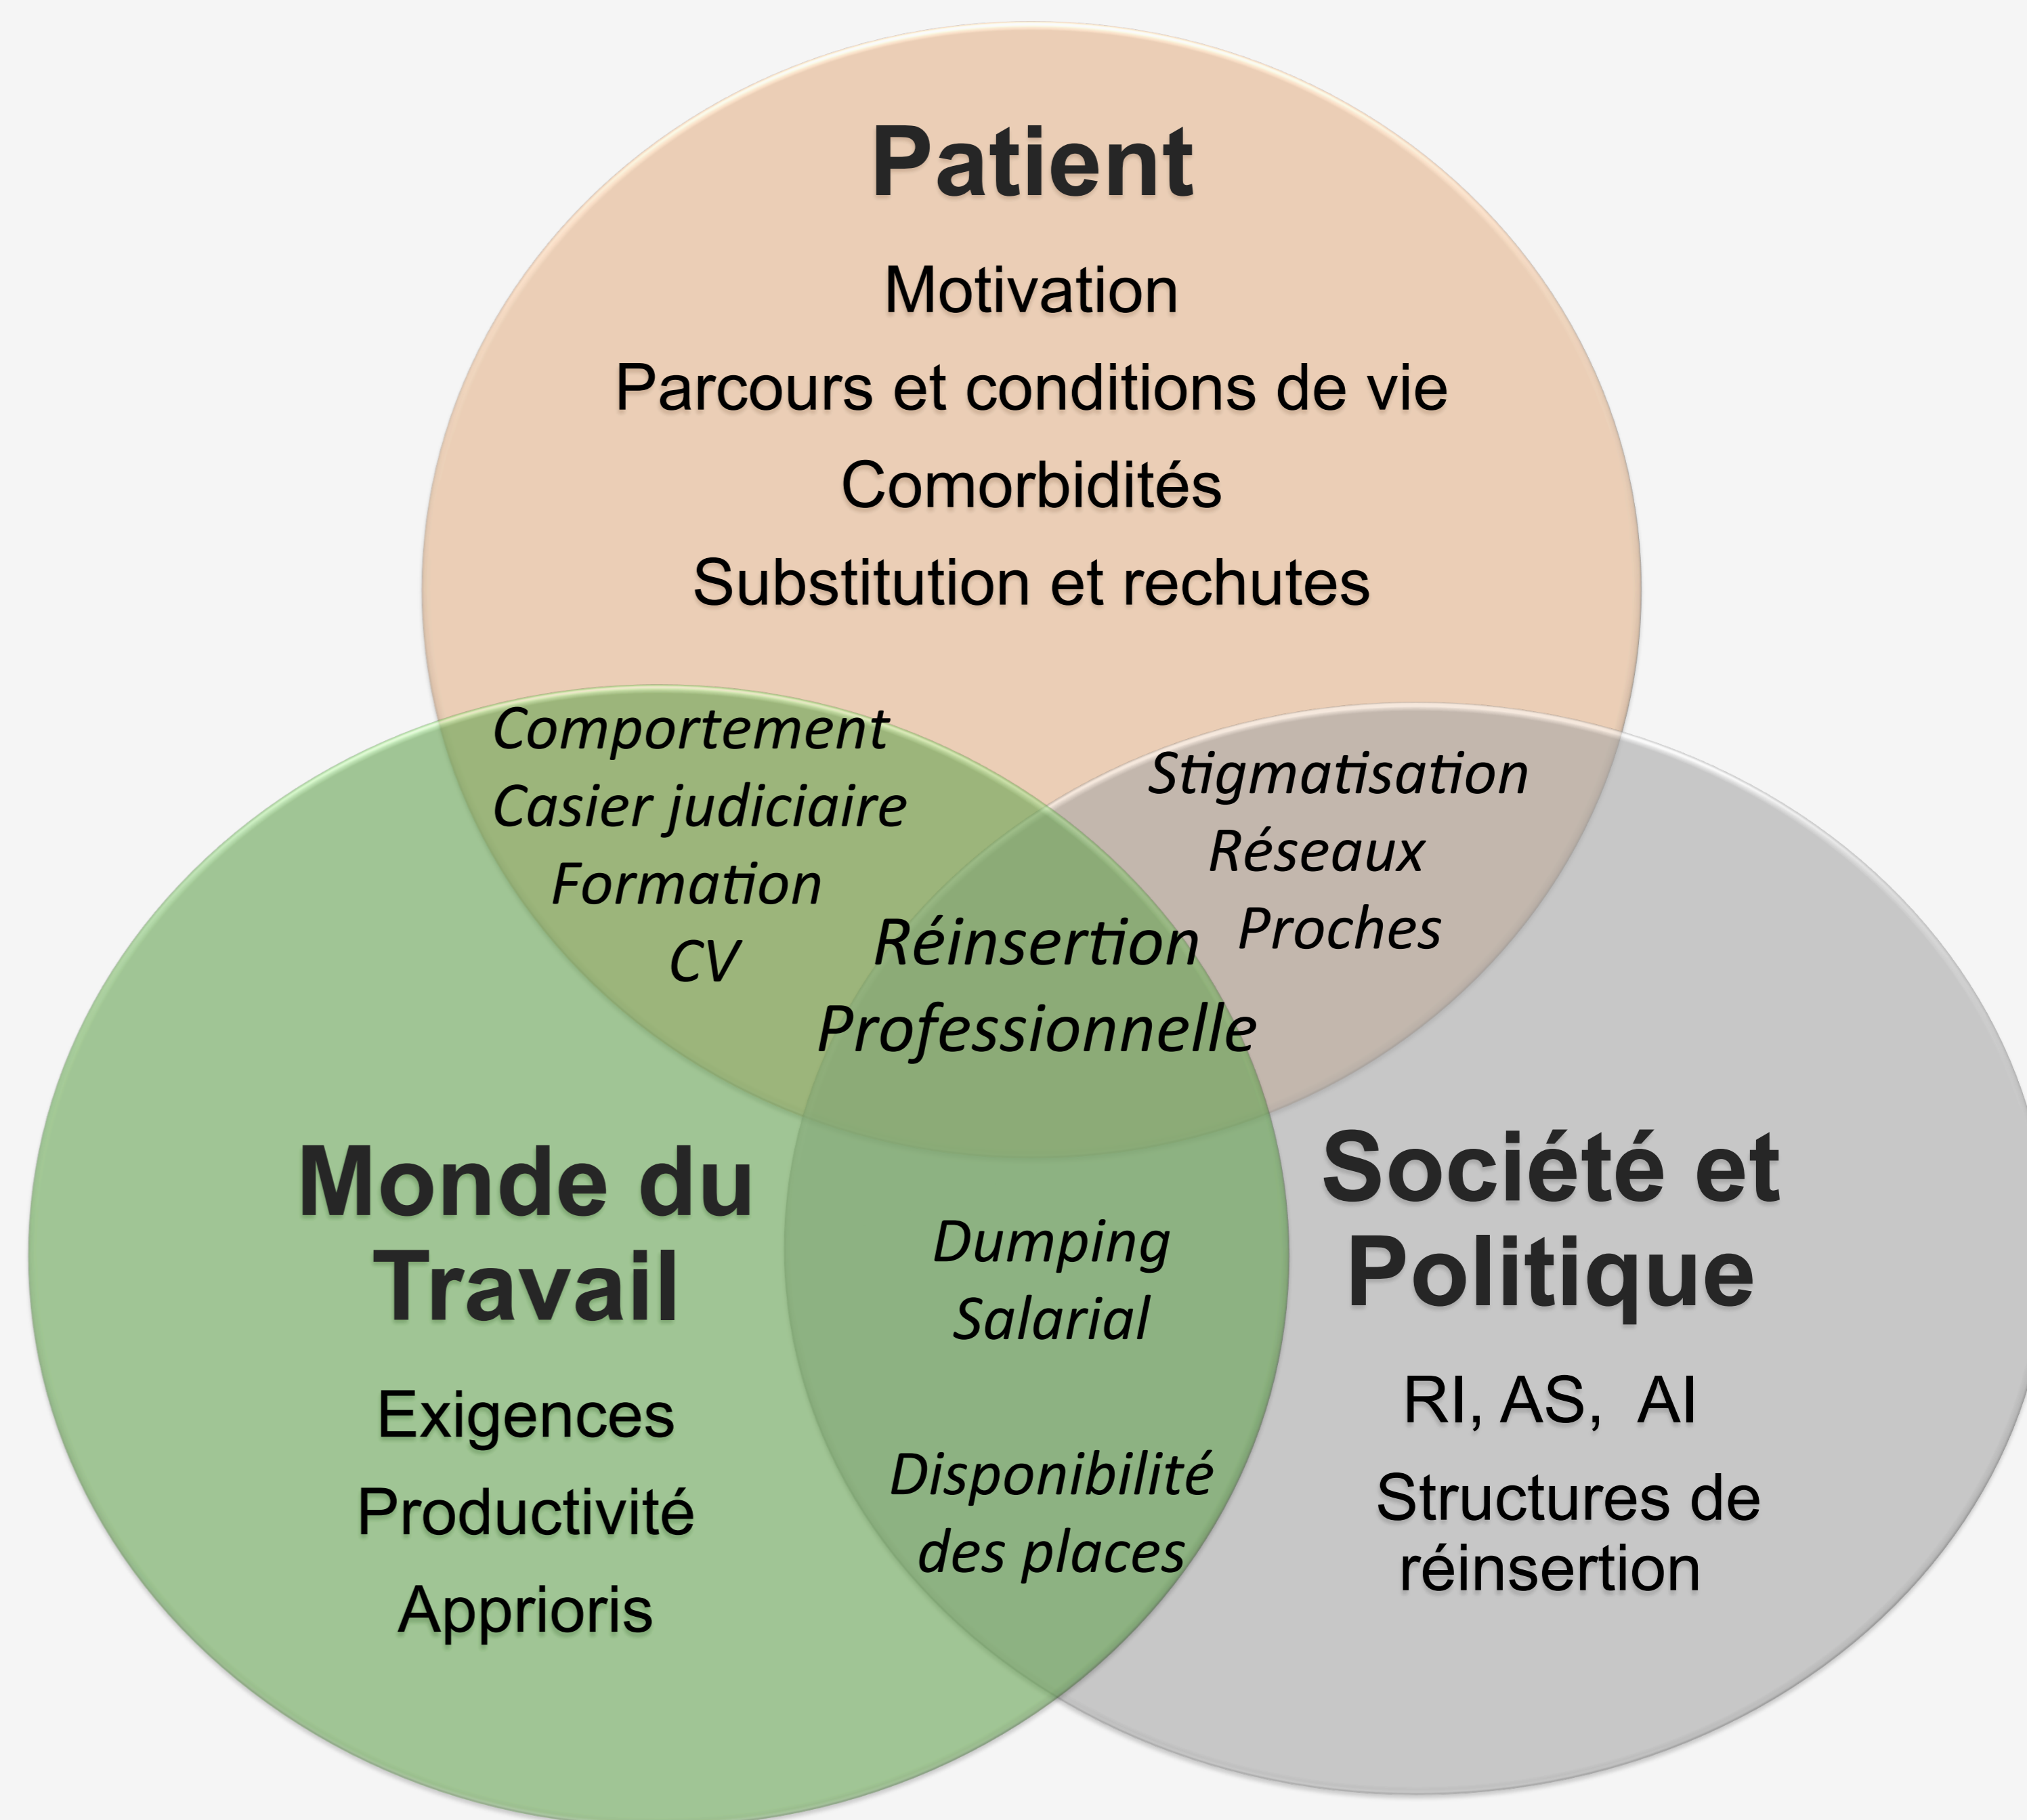 Patient
Motivation
Parcours et conditions de vie
Comorbidités
Substitution et rechutes
Comportement
Casier judiciaire
Formation
CV
Stigmatisation
Réseaux
Proches
Réinsertion
Professionnelle
Monde du
Travail
Exigences
Productivité
Apprioris
Dumping
Salarial
Disponibilité
des places
Société et
Politique
RI, AS, AI
Structures de
réinsertion